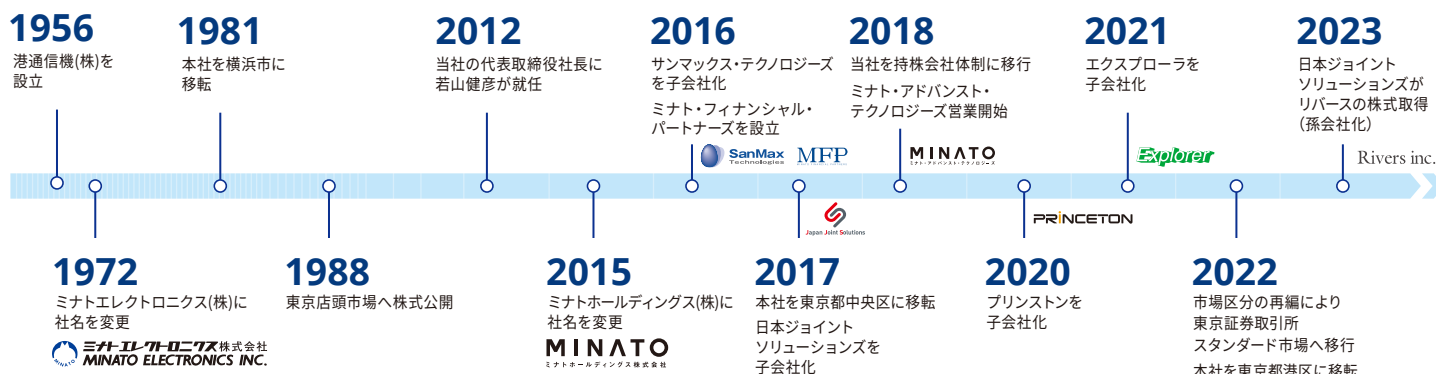 1956
港通信機(株)を
設立
1981
本社を横浜市に
移転
2012
当社の代表取締役社長に
若山健彦が就任
2016
サンマックス・テクノロジーズ
を子会社化
ミナト・フィナンシャル・
パートナーズを設立
SanMax
Technologies
MFP
2018
当社を持株会社体制に移行
ミナト・アドバンスト・
テクノロジーズ営業開始
MINATO
ミナト・アドバンスト・テクノロジーズ
2021
エクスプローラを
子会社化
Explorer
2023
日本ジョイント
ソリューションズが
リバースの株式取得
(孫会社化)
Rivers inc.
1972
ミナトエレクトロニクス(株)に
社名を変更
MINATO
ミナトエレクトロニクス株式会社
MINATO ELECTRONICS INC.
1988
東京店頭市場へ株式公開
2015
ミナトホールディングス(株)に
社名を変更
MINATO
ミナトホールディングス株式会社
Japan Joint Solutions
2017
本社を東京都中央区に移転
日本ジョイント
ソリューションズを
子会社化
PRINCETON
2020
プリンストンを
子会社化
2022
市場区分の再編により
東京証券取引所
スタンダード市場へ移行
本社を東京都港区に移転